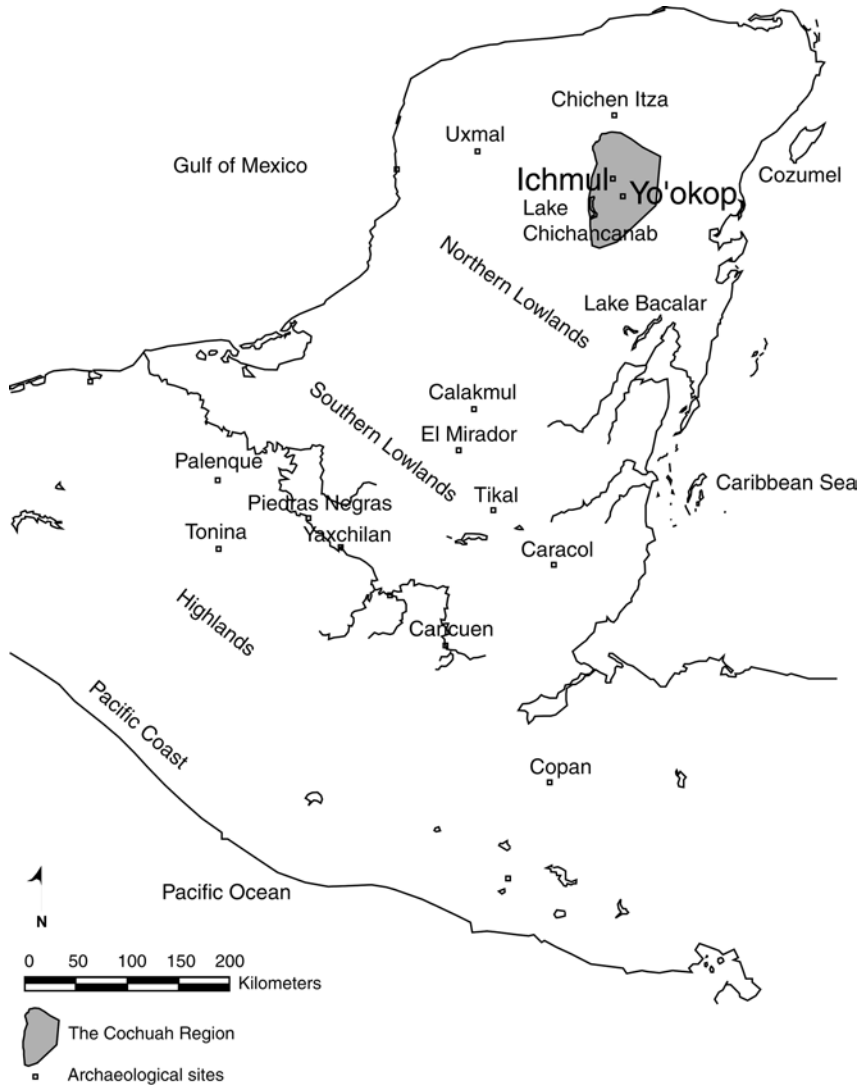 Chichen Itza
Uxmal
Gulf of Mexico
Cozumel
Ichmul
Yo'okop
Lake
Chichancanab
Northern Lowlands
Lake Bacalar
Calakmul
Southern Lowlands
El Mirador
Palenque
Piedras Negras
Tikal
Caribbean Sea
Tonina
Yaxchilan
Caracol
Highlands
Cancuen
Pacific Coast
Copan
Pacific Ocean
N
0 50 100 150 200
Kilometers
The Cochuah Region
Archaeological sites